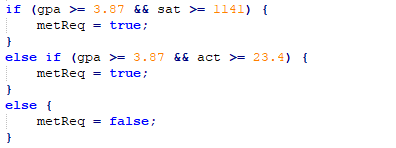 if (gpa >= 3.87 && sat >= 1141) {
    metReq = true;
}
else if (gpa >= 3.87 && act >= 23.4) {
    metReq = true;
}
else {
    metReq = false;
}